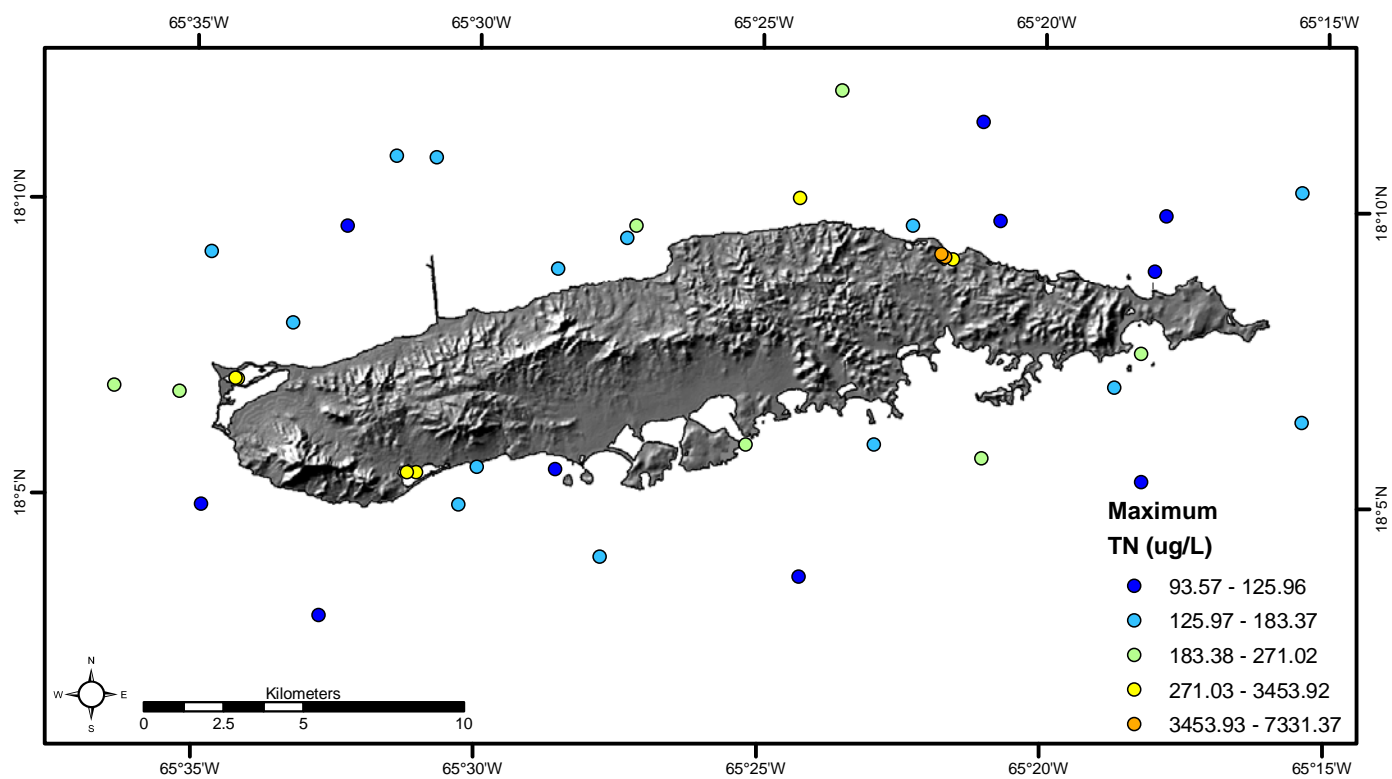 65°35'W 65°30'W 65°25'W 65°20'W 65°15'W
18°10'N 18°10'N
18°5'N 18°5'N
Maximum
TN (ug/L)
93.57 - 125.96
125.97 - 183.37
183.38 - 271.02
271.03 - 3453.92
3453.93 - 7331.37
N
W E
S
Kilometers
0 2.5 5 10
65°35'W 65°30'W 65°25'W 65°20'W 65°15'W